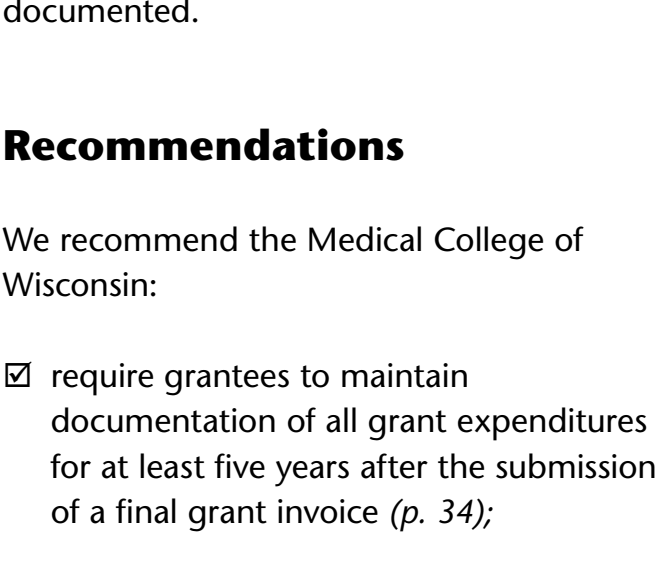 documented.
Recommendations
We recommend the Medical College of
Wisconsin:
☑ require grantees to maintain
documentation of all grant expenditures
for at least five years after the submission
of a final grant invoice (p. 34);